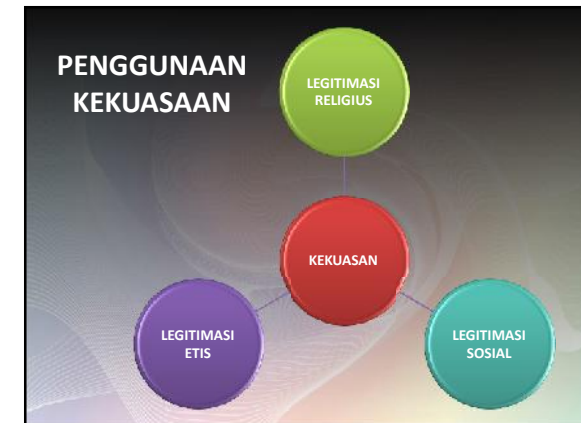 PENGGUNAAN
KEKUASAAN
LEGITIMASI
RELIGIUS
KEKUASAN
LEGITIMASI
ETIS
LEGITIMASI
SOSIAL